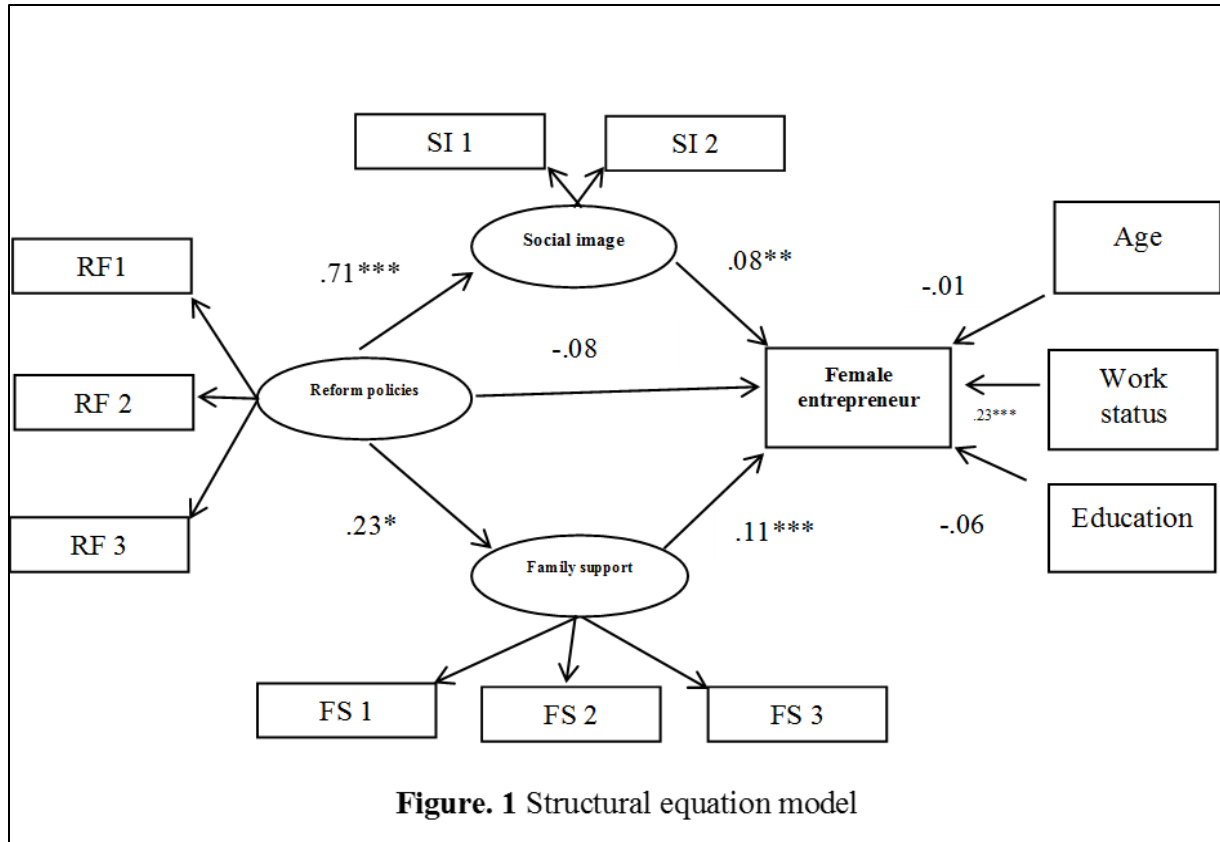 SI 1
SI 2
Social image
Age
RF1
.71***
.08**
-.01
-.08
Reform policies
Female
entrepreneur
Work
status
.23***
RF 2
RF 3
.23*
.11***
-.06
Education
Family support
FS 1
FS 2
FS 3
Figure. 1 Structural equation model